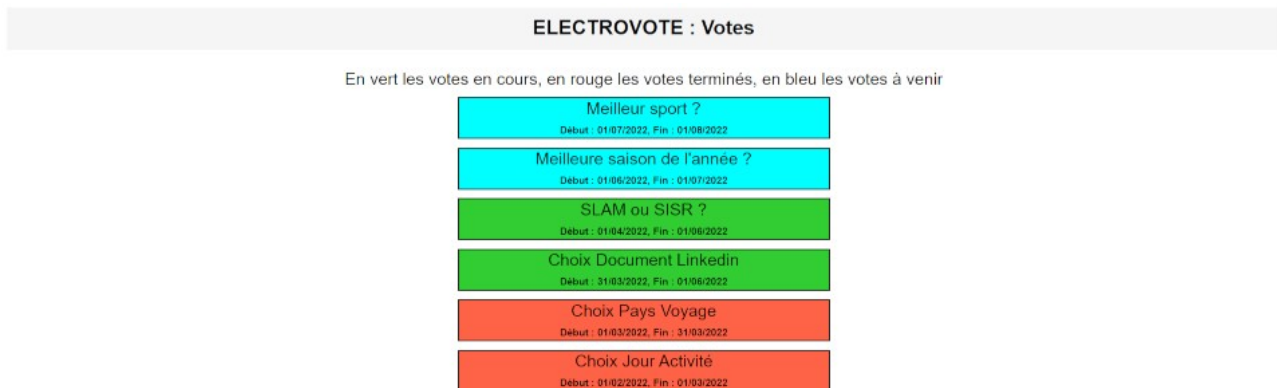 ELECTROVOTE : Votes
En vert les votes en cours, en rouge les votes terminés, en bleu les votes à venir
Meilleur sport ?
Début : 01/07/2022, Fin : 01/08/2022
Meilleure saison de l'année ?
Début : 01/06/2022, Fin : 01/07/2022
SLAM ou SISR ?
Début : 01/04/2022, Fin : 01/06/2022
Choix Document Linkedin
Début : 31/03/2022, Fin : 01/06/2022
Choix Pays Voyage
Début : 01/03/2022, Fin : 31/03/2022
Choix Jour Activité
Début : 01/02/2022, Fin : 01/03/2022